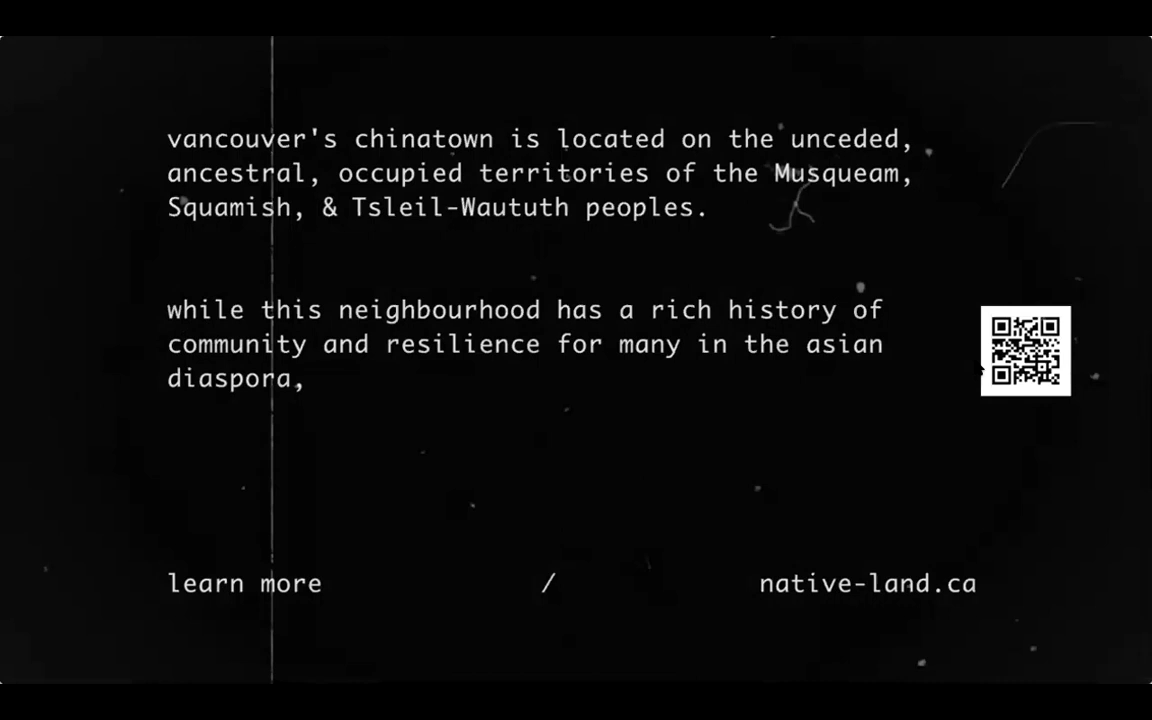 vancouver's chinatown is located on the unceded,
ancestral, occupied territories of the Musqueam,
Squamish, & Tsleil-Waututh peoples.
while this neighbourhood has a rich history of
community and resilience for many in the asian
diaspora,
learn more / native-land.ca